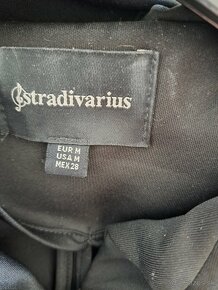 stradivarius
EUR M
USA M
MEX 28